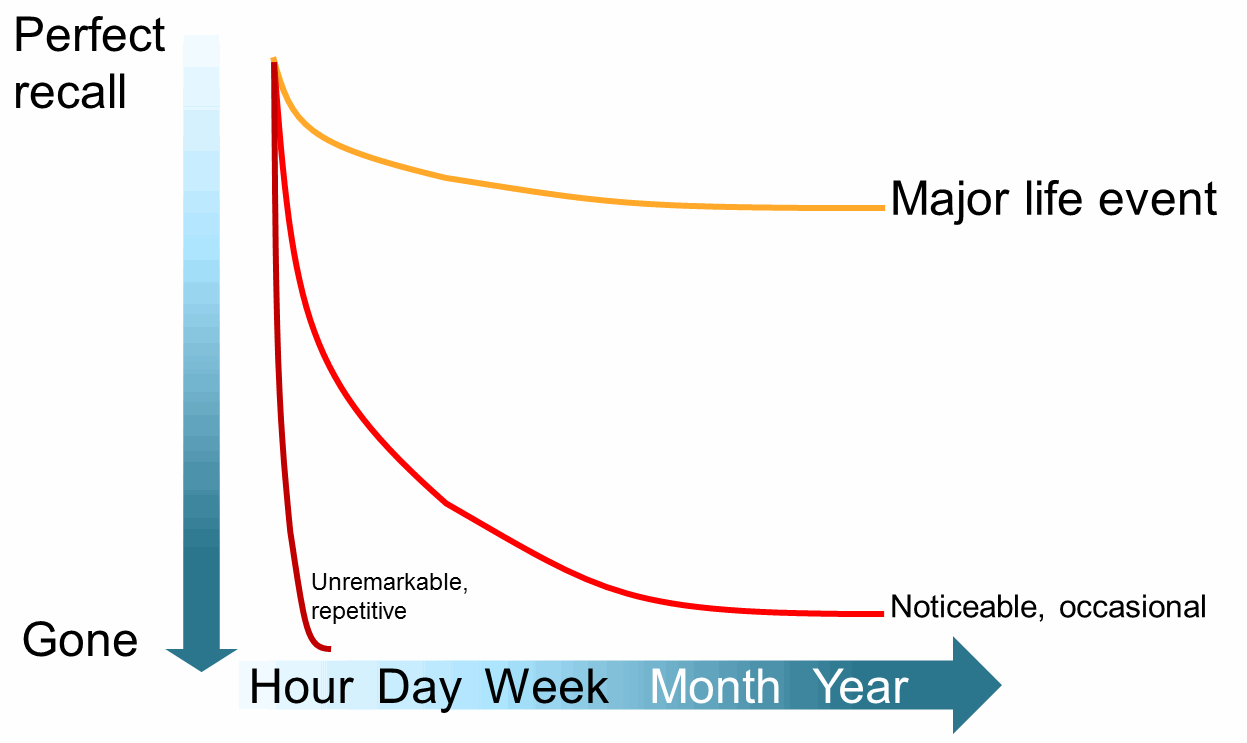 Perfect
recall
Major life event
Unremarkable,
repetitive
Noticeable, occasional
Gone
Hour Day Week Month Year